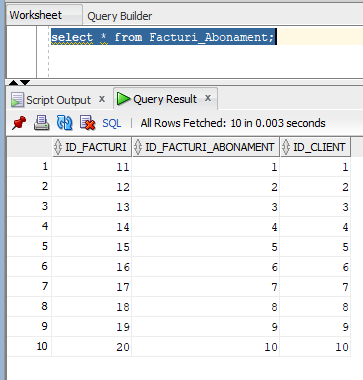 Worksheet Query Builder
select * from Facturi_Abonament;
Script Output x Query Result x
SQL | All Rows Fetched: 10 in 0.003 seconds
ID_FACTURI ID_FACTURI_ABONAMENT ID_CLIENT
1 11 1 1
2 12 2 2
3 13 3 3
4 14 4 4
5 15 5 5
6 16 6 6
7 17 7 7
8 18 8 8
9 19 9 9
10 20 10 10